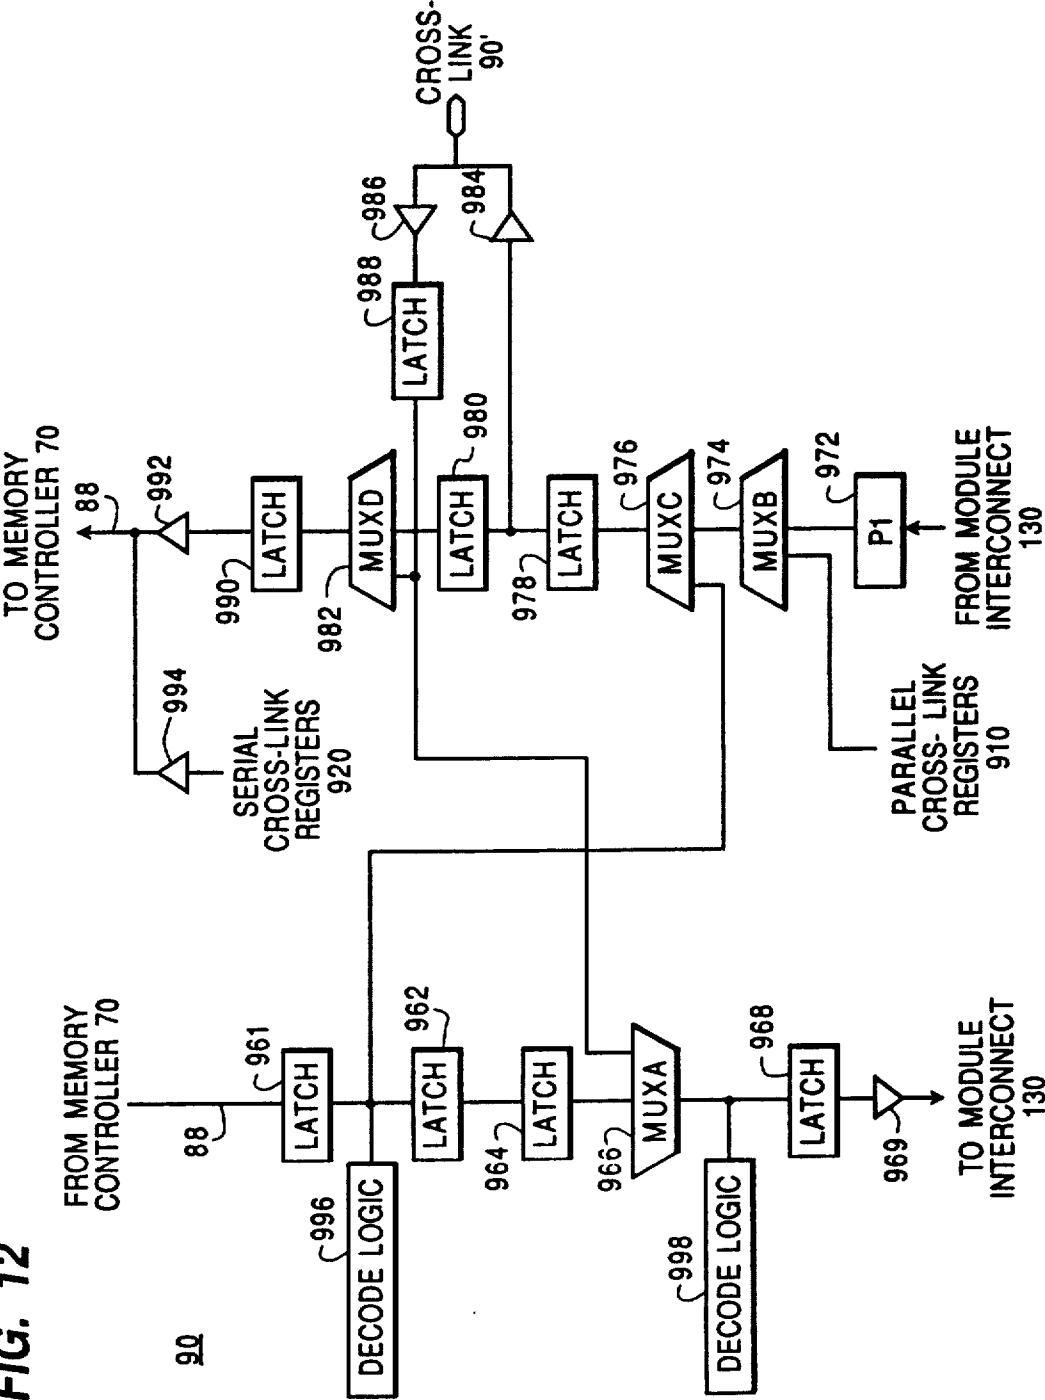 FIG. 12
90
FROM MEMORY
CONTROLLER 70
88
961
LATCH
996
DECODE LOGIC
962
LATCH
964
LATCH
966
MUXA
998
DECODE LOGIC
968
LATCH
969
TO MODULE
INTERCONNECT
130
TO MEMORY
CONTROLLER 70
88
992
994
SERIAL
CROSS-LINK
REGISTERS
920
990
LATCH
982
MUXD
988
LATCH
986
984
CROSS-
LINK
90'
980
LATCH
978
LATCH
976
MUXC
974
MUXB
972
P1
PARALLEL
CROSS- LINK
REGISTERS
910
FROM MODULE
INTERCONNECT
130